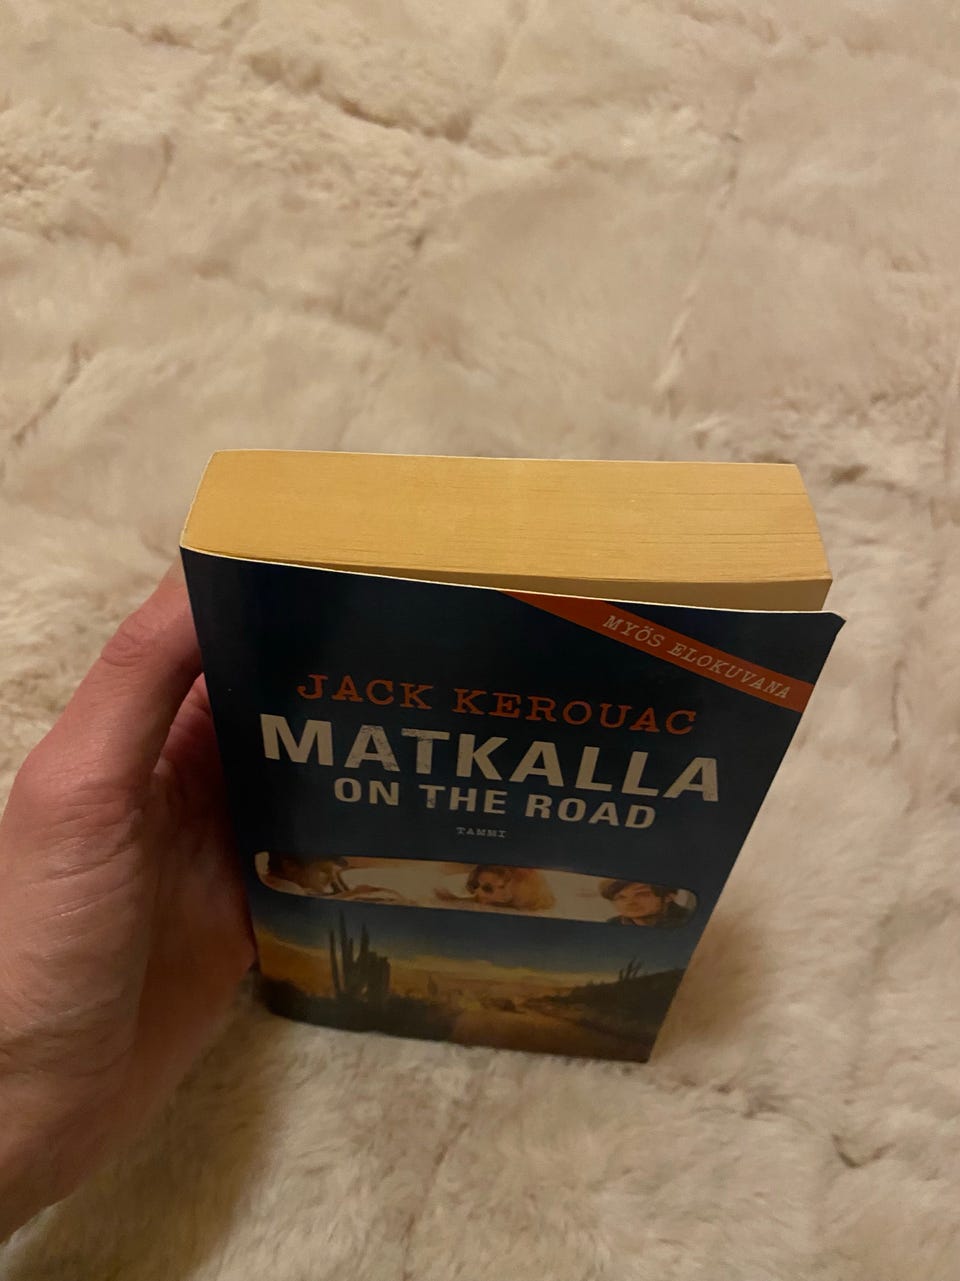 MYÖS ELOKUVANA
JACK KEROUAC
MATKALLA
ON THE ROAD
TAMMI